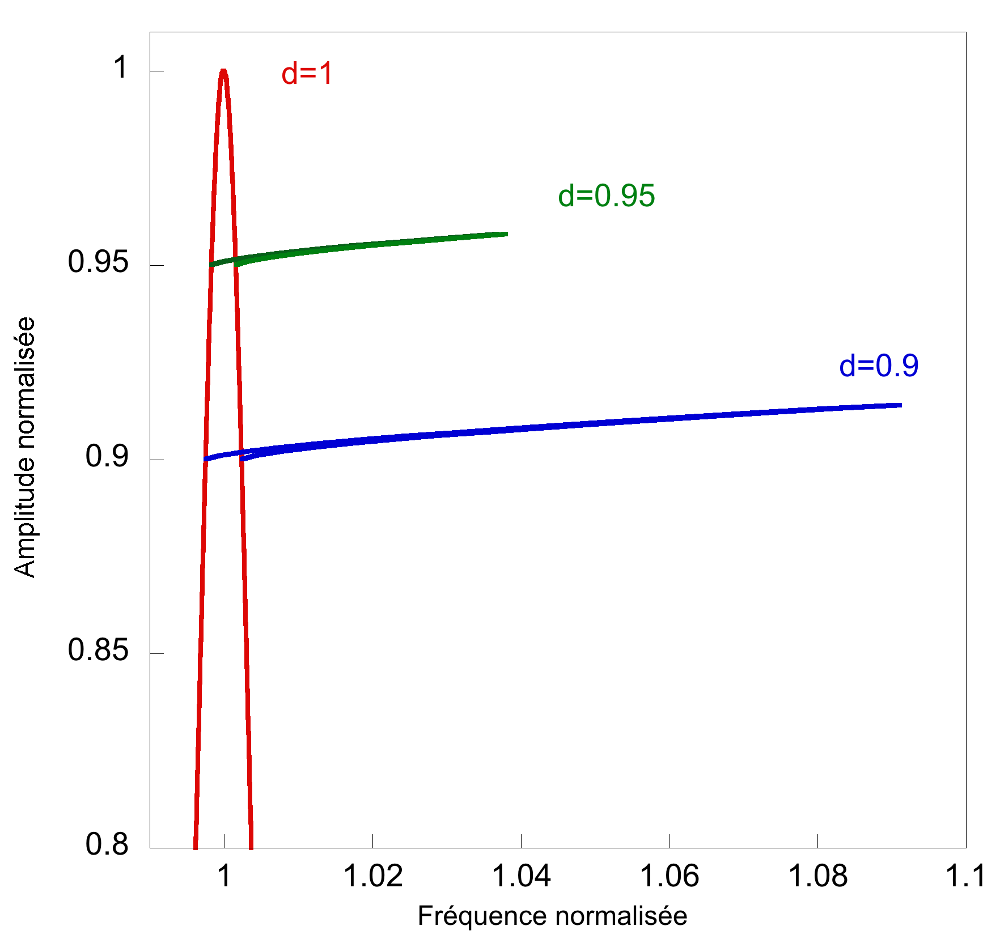 1
d=1
d=0.95
0.95
d=0.9
0.9
0.85
0.8
Amplitude normalisée
1
1.02
1.04
1.06
1.08
1.1
Fréquence normalisée